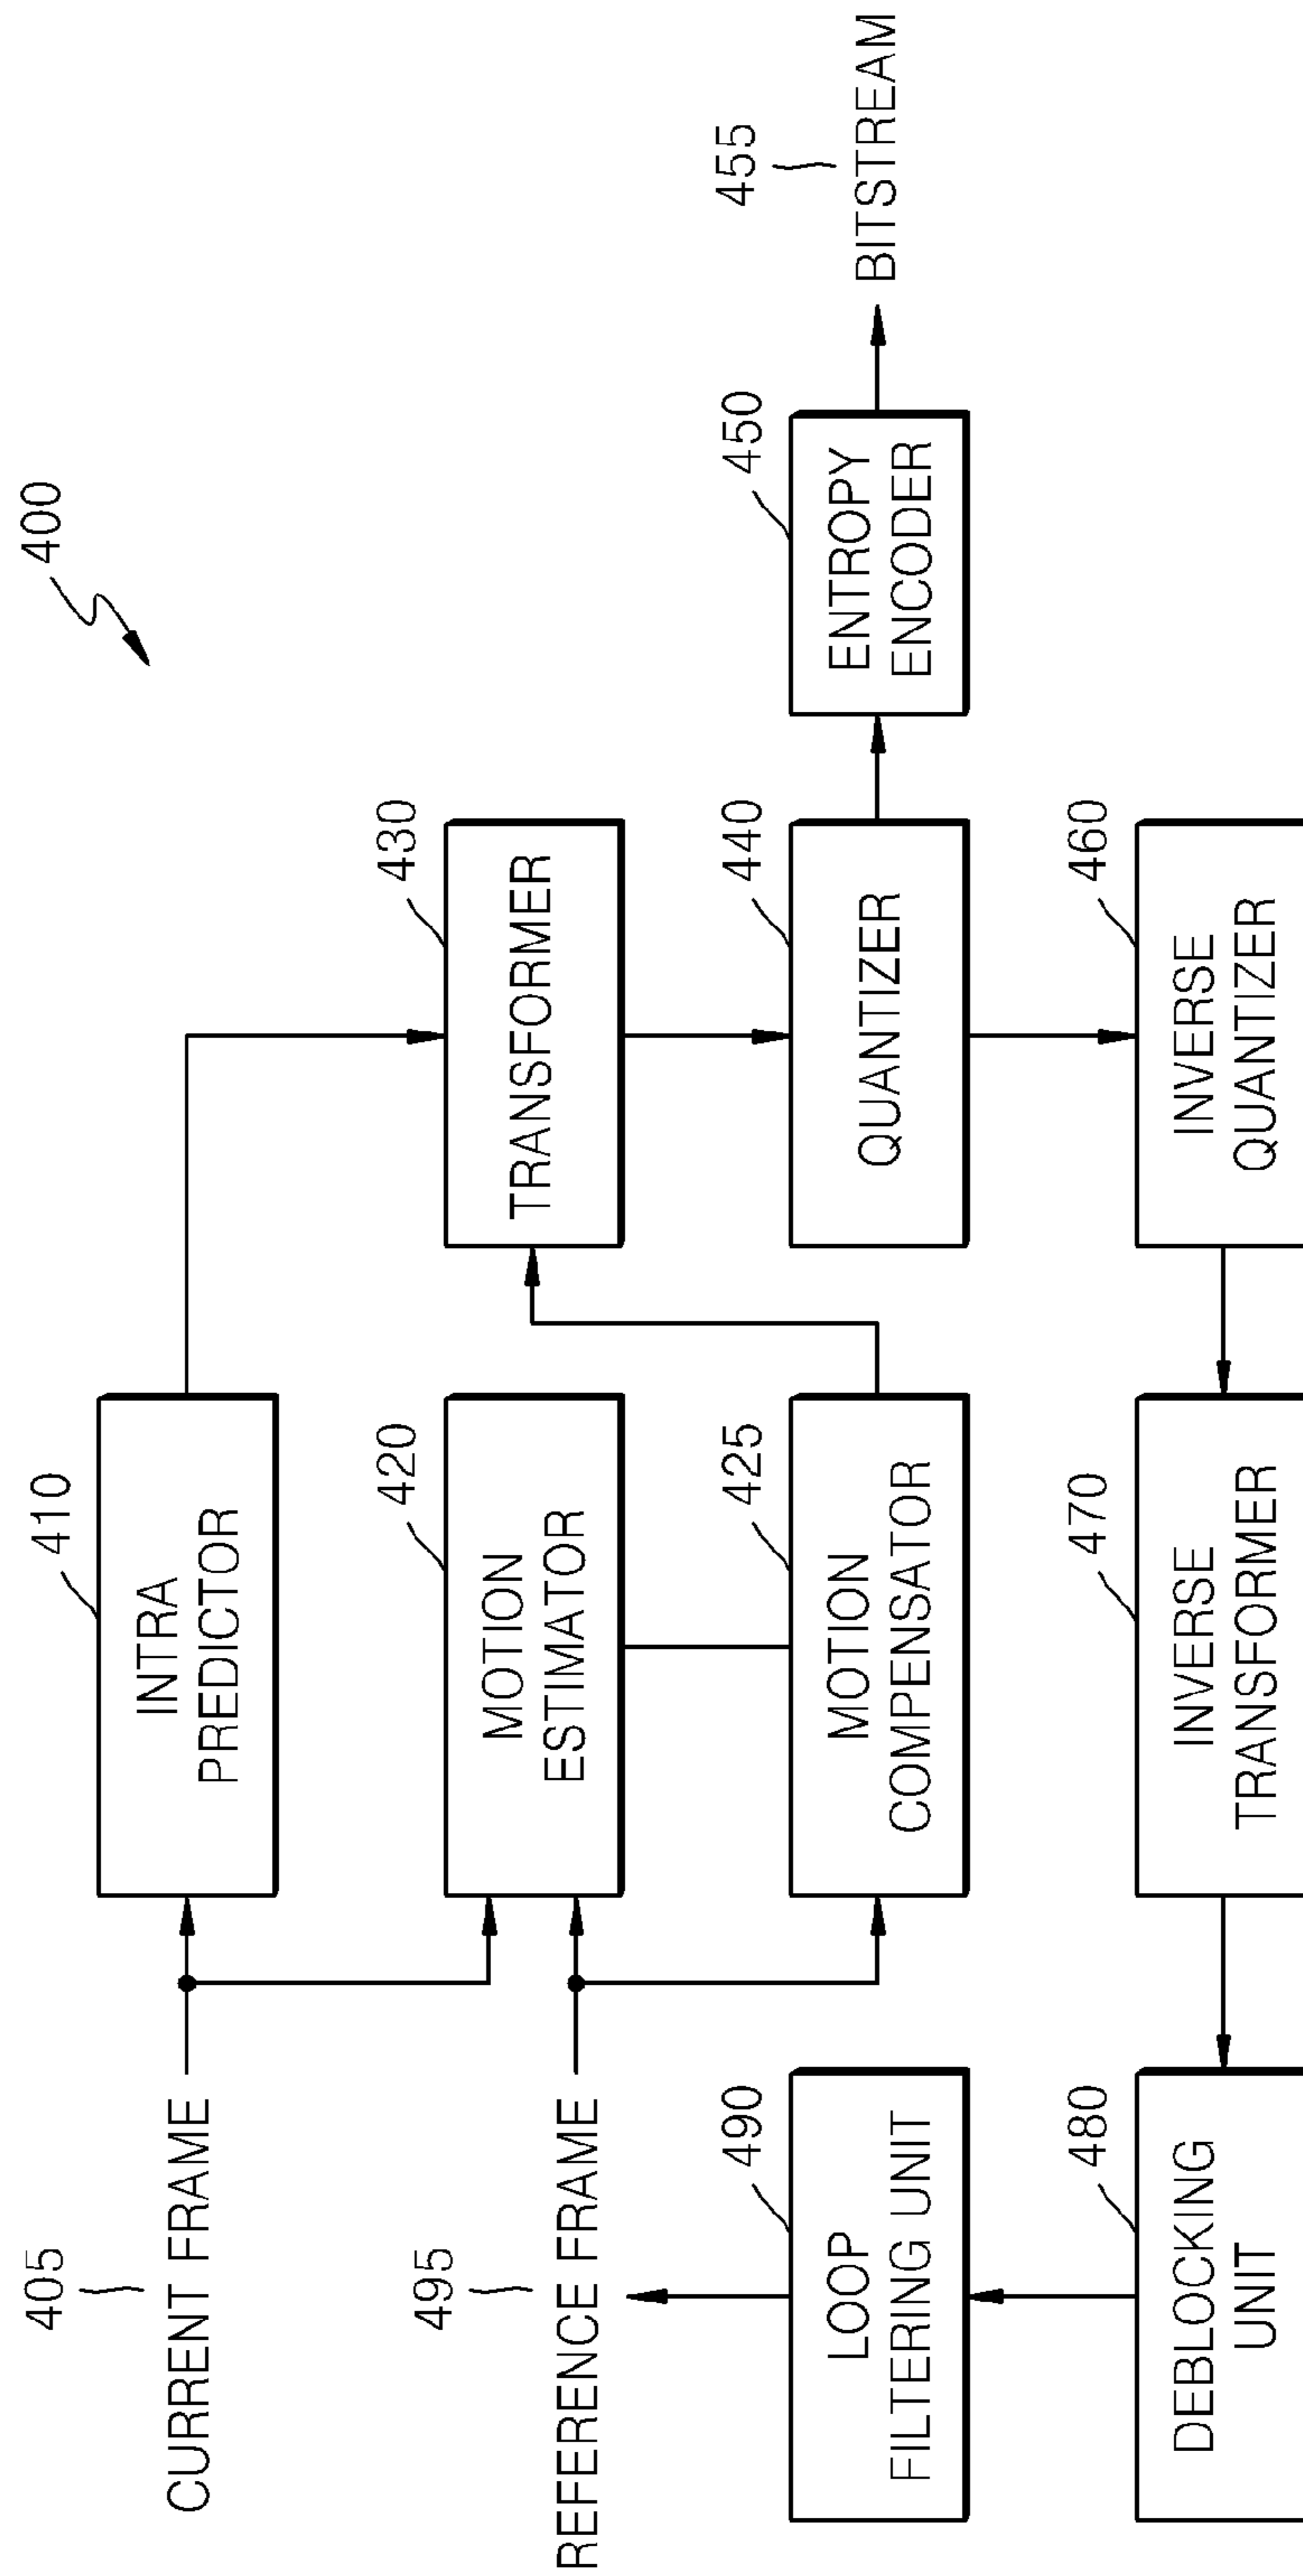 400
405
CURRENT FRAME
410
INTRA
PREDICTOR
495
REFERENCE FRAME
420
MOTION
ESTIMATOR
430
TRANSFORMER
490
LOOP
FILTERING UNIT
425
MOTION
COMPENSATOR
440
QUANTIZER
450
ENTROPY
ENCODER
455
BITSTREAM
480
DEBLOCKING
UNIT
470
INVERSE
TRANSFORMER
460
INVERSE
QUANTIZER